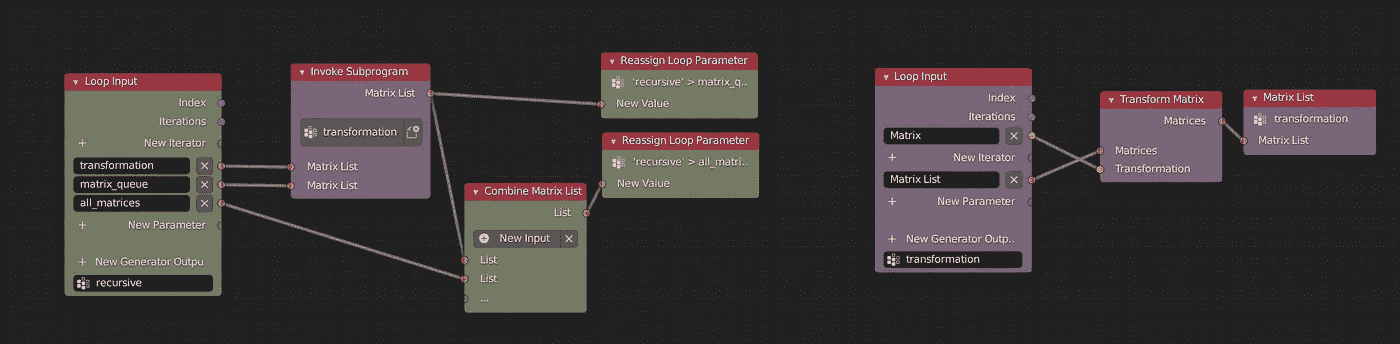 Loop Input
Index
Iterations
New Iterator
transformation
matrix_queue
all_matrices
New Parameter
New Generator Outpu
recursive
Invoke Subprogram
Matrix List
transformation
Matrix List
Matrix List
Combine Matrix List
List
New Input
List
List
...
Reassign Loop Parameter
'recursive' > matrix_q..
New Value
Reassign Loop Parameter
'recursive' > all_matri..
New Value
Loop Input
Index
Iterations
Matrix
New Iterator
Matrix List
New Parameter
New Generator Outp..
transformation
Transform Matrix
Matrices
Matrices
Transformation
Matrix List
transformation
Matrix List